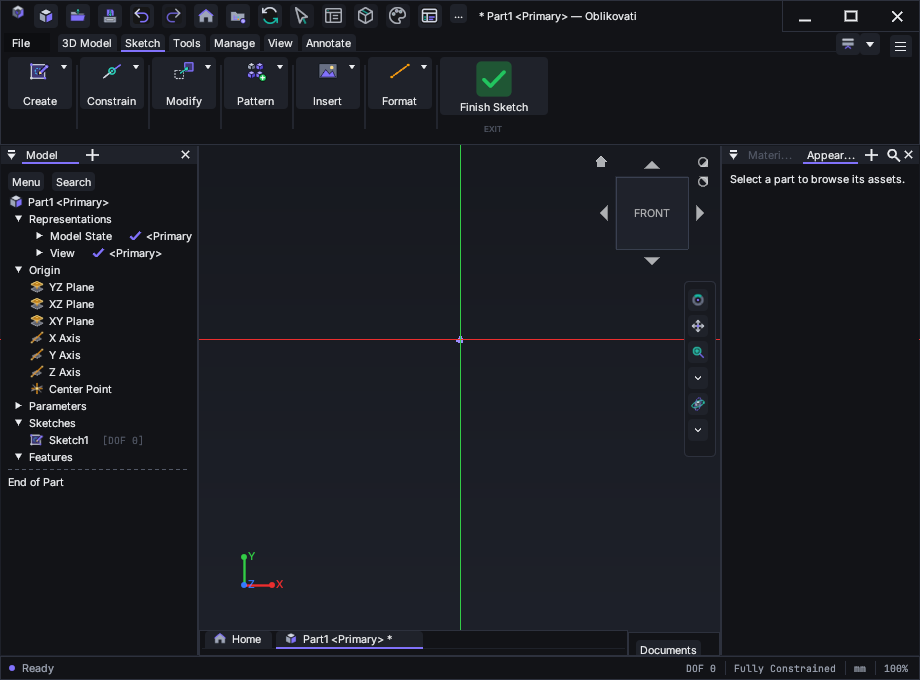 * Part1 <Primary> — Oblikovati
File
3D Model
Sketch
Tools
Manage
View
Annotate
Create
Constrain
Modify
Pattern
Insert
Format
Finish Sketch
EXIT
Model
Menu
Search
Part1 <Primary>
Representations
Model State
<Primary
View
<Primary>
Origin
YZ Plane
XZ Plane
XY Plane
X Axis
Y Axis
Z Axis
Center Point
Parameters
Sketches
Sketch1 [DOF 0]
Features
End of Part
FRONT
Y
Z
X
Home
Part1 <Primary> *
Documents
Materi...
Appear...
Select a part to browse its assets.
Ready
DOF 0
Fully Constrained
mm
100%